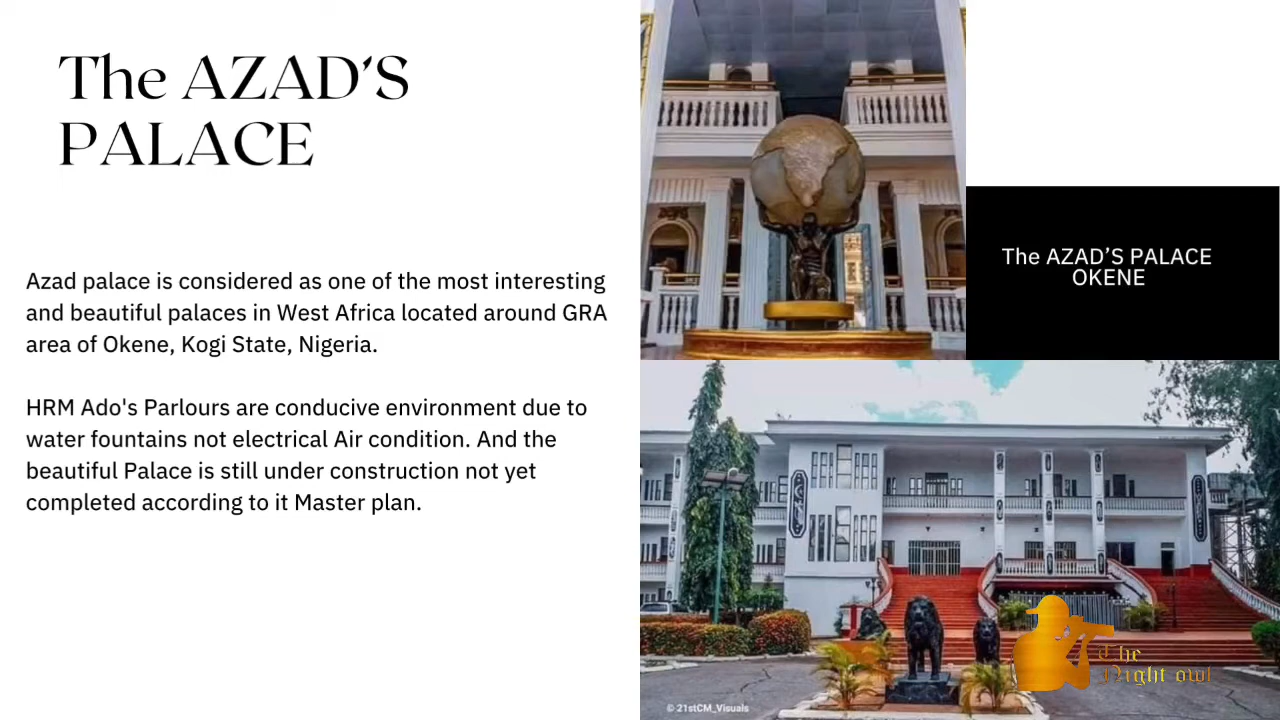 The AZAD'S
PALACE
Azad palace is considered as one of the most interesting
and beautiful palaces in West Africa located around GRA
area of Okene, Kogi State, Nigeria.
HRM Ado's Parlours are conducive environment due to
water fountains not electrical Air condition. And the
beautiful Palace is still under construction not yet
completed according to it Master plan.
The AZAD’S PALACE
OKENE
© 21stCM_Visuals
The
Night owl